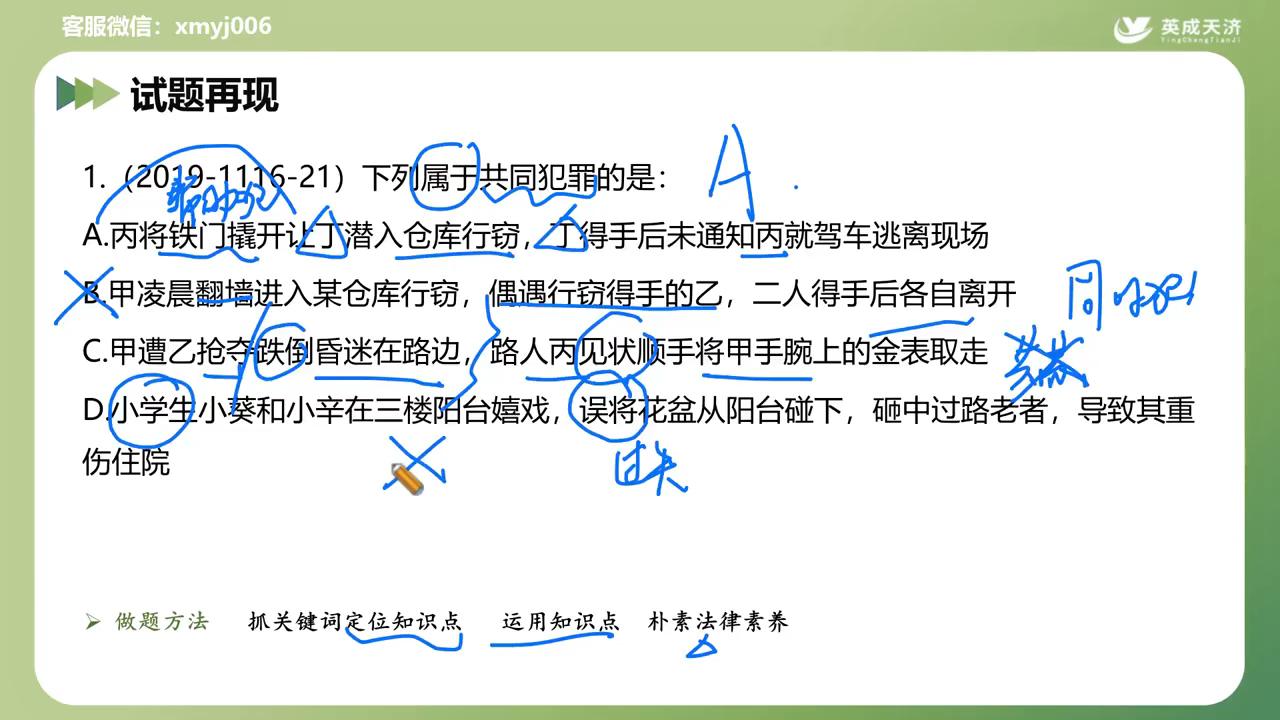 客服微信：xmyj006
英成天济
YingChengTianJi
试题再现
1.（2019-1116-21）下列属于共同犯罪的是：
A
A.丙将铁门撬开让丁潜入仓库行窃，丁得手后未通知丙就驾车逃离现场
B.甲凌晨翻墙进入某仓库行窃，偶遇行窃得手的乙，二人得手后各自离开
同时犯
C.甲遭乙抢夺跌倒昏迷在路边，路人丙见状顺手将甲手腕上的金表取走
D.小学生小葵和小辛在三楼阳台嬉戏，误将花盆从阳台碰下，砸中过路老者，导致其重
伤住院
过失
做题方法 抓关键词定位知识点 运用知识点 朴素法律素养